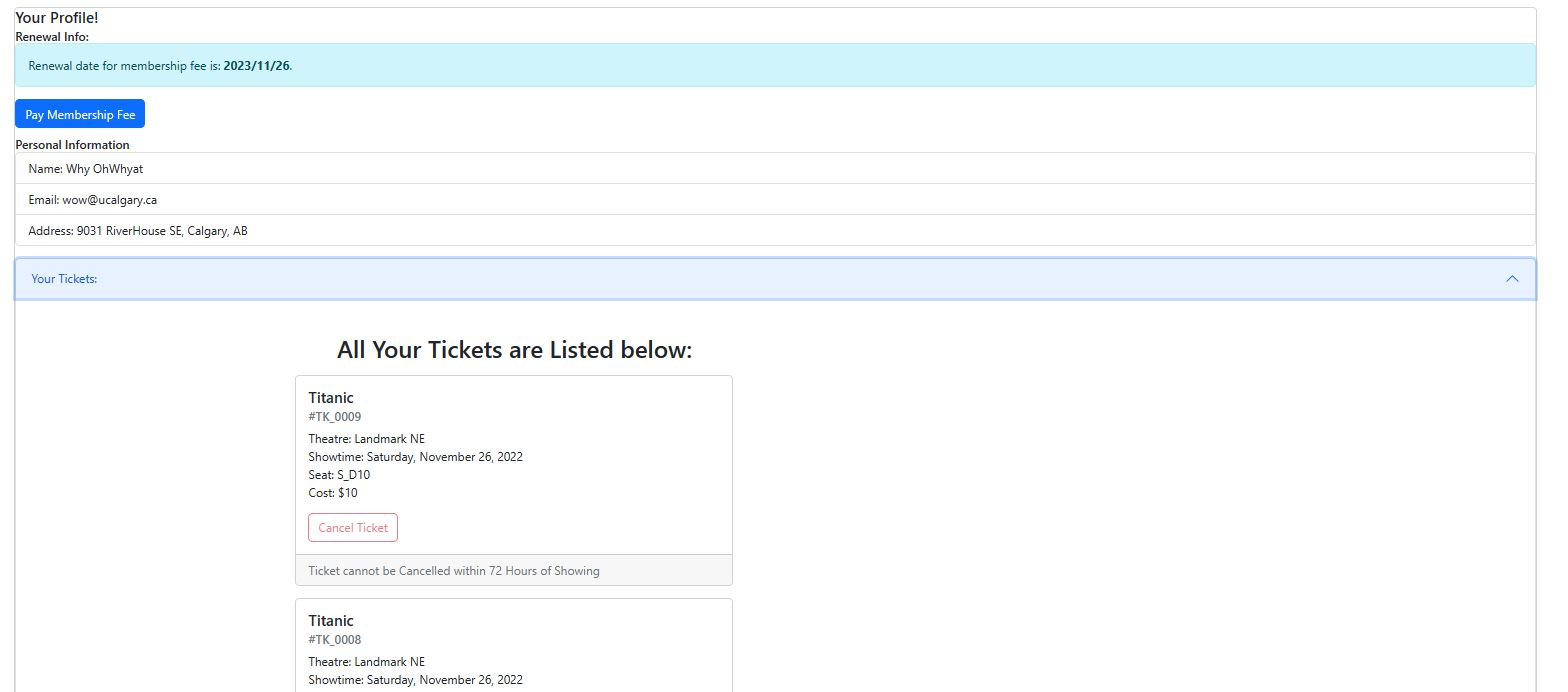 Your Profile!
Renewal Info:
Renewal date for membership fee is: 2023/11/26.
Pay Membership Fee
Personal Information
Name: Why OhWhyat
Email: wow@ucalgary.ca
Address: 9031 RiverHouse SE, Calgary, AB
Your Tickets:
All Your Tickets are Listed below:
Titanic
#TK_0009
Theatre: Landmark NE
Showtime: Saturday, November 26, 2022
Seat: S_D10
Cost: $10
Cancel Ticket
Ticket cannot be Cancelled within 72 Hours of Showing
Titanic
#TK_0008
Theatre: Landmark NE
Showtime: Saturday, November 26, 2022